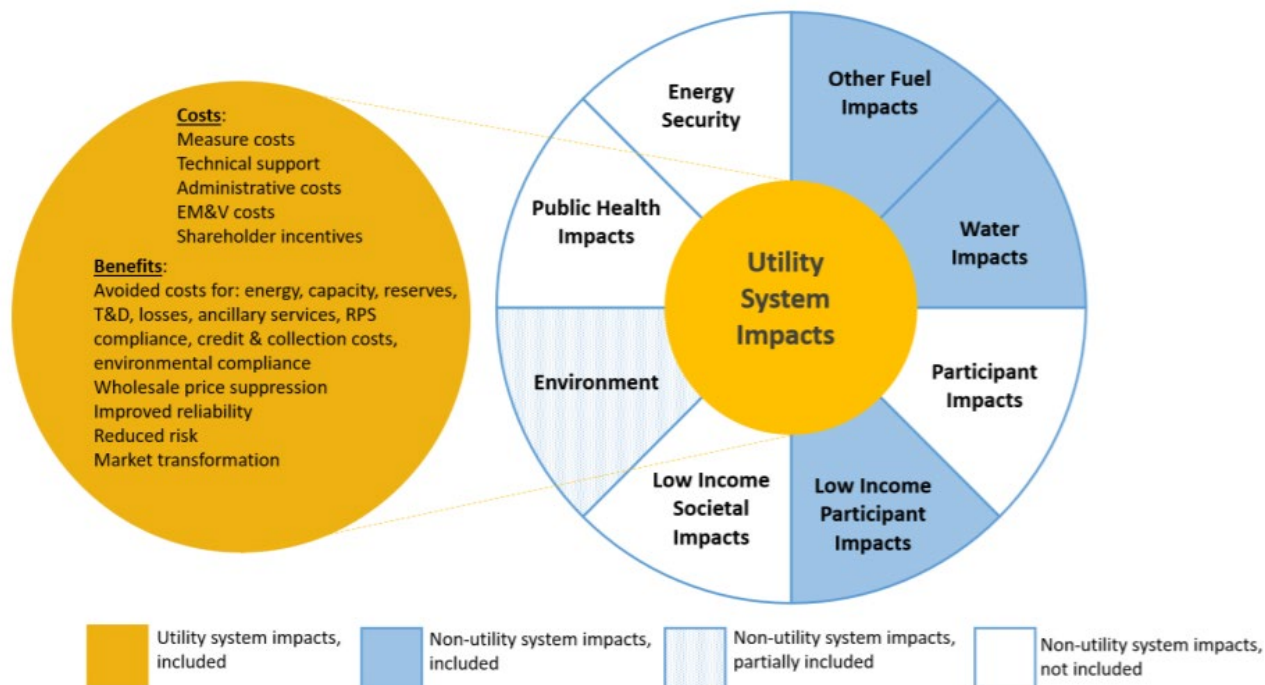 Costs:
Measure costs
Technical support
Administrative costs
EM&V costs
Shareholder incentives
Benefits:
Avoided costs for: energy, capacity, reserves,
T&D, losses, ancillary services, RPS
compliance, credit & collection costs,
environmental compliance
Wholesale price suppression
Improved reliability
Reduced risk
Market transformation
Energy
Security
Other Fuel
Impacts
Public Health
Impacts
Water
Impacts
Utility
System
Impacts
Environment
Participant
Impacts
Low Income
Societal
Impacts
Low Income
Participant
Impacts
Utility system impacts,
included
Non-utility system impacts,
included
Non-utility system impacts,
partially included
Non-utility system impacts,
not included